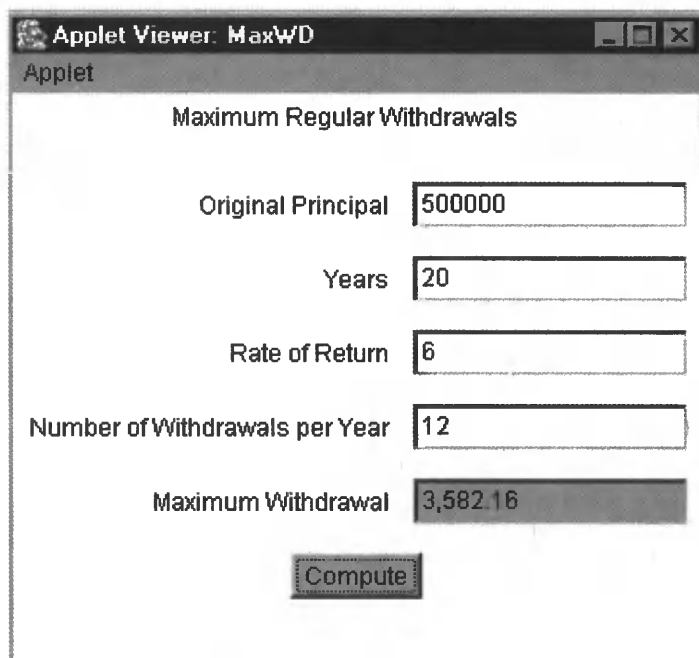 Applet Viewer: MaxWD
Applet
Maximum Regular Withdrawals
Original Principal 500000
Years 20
Rate of Return 6
Number of Withdrawals per Year 12
Maximum Withdrawal 3,582.16
Compute